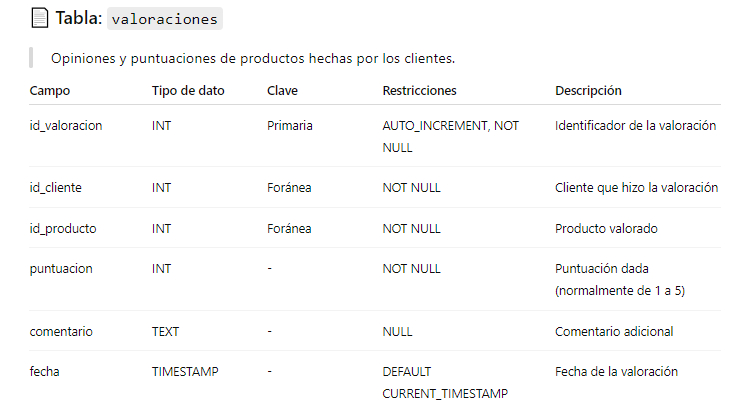 Tabla: valoraciones
Opiniones y puntuaciones de productos hechas por los clientes.
Campo Tipo de dato Clave Restricciones Descripción
id_valoracion INT Primaria AUTO_INCREMENT, NOT NULL Identificador de la valoración
id_cliente INT Foránea NOT NULL Cliente que hizo la valoración
id_producto INT Foránea NOT NULL Producto valorado
puntuacion INT - NOT NULL Puntuación dada (normalmente de 1 a 5)
comentario TEXT - NULL Comentario adicional
fecha TIMESTAMP - DEFAULT CURRENT_TIMESTAMP Fecha de la valoración